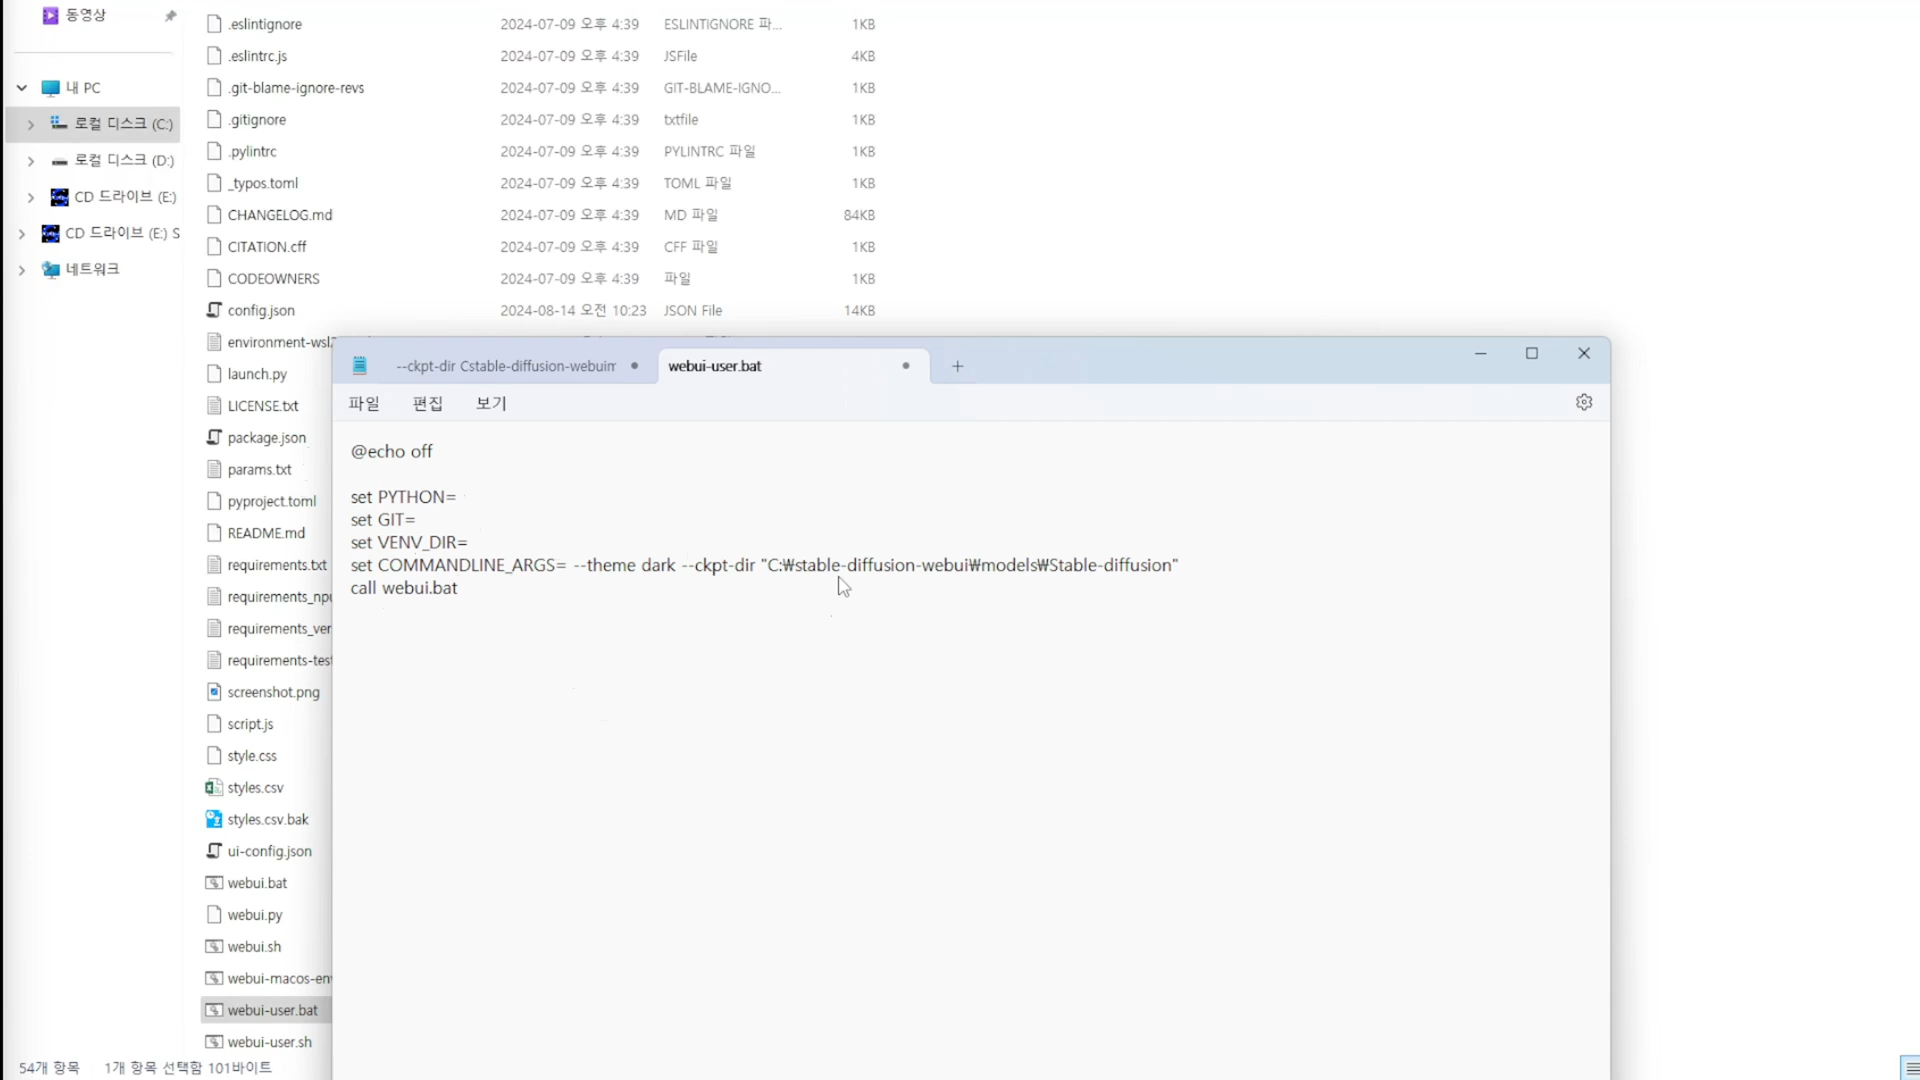 동영상
내 PC
로컬 디스크 (C:)
로컬 디스크 (D:)
CD 드라이브 (E:)
CD 드라이브 (E:) S
네트워크
.eslintignore 2024-07-09 오후 4:39 ESLINTIGNORE 파... 1KB
.eslintrc.js 2024-07-09 오후 4:39 JSFile 4KB
.git-blame-ignore-revs 2024-07-09 오후 4:39 GIT-BLAME-IGNO... 1KB
.gitignore 2024-07-09 오후 4:39 txtfile 1KB
.pylintrc 2024-07-09 오후 4:39 PYLINTRC 파일 1KB
_typos.toml 2024-07-09 오후 4:39 TOML 파일 1KB
CHANGELOG.md 2024-07-09 오후 4:39 MD 파일 84KB
CITATION.cff 2024-07-09 오후 4:39 CFF 파일 1KB
CODEOWNERS 2024-07-09 오후 4:39 파일 1KB
config.json 2024-08-14 오전 10:23 JSON File 14KB
environment-wsl2
launch.py
LICENSE.txt
package.json
params.txt
pyproject.toml
README.md
requirements.txt
requirements_npu
requirements_ver
requirements-test
screenshot.png
script.js
style.css
styles.csv
styles.csv.bak
ui-config.json
webui.bat
webui.py
webui.sh
webui-macos-env
webui-user.bat
webui-user.sh
54개 항목 1개 항목 선택함 101바이트
--ckpt-dir Cstable-diffusion-webuim
webui-user.bat
파일 편집 보기
@echo off
set PYTHON=
set GIT=
set VENV_DIR=
set COMMANDLINE_ARGS= --theme dark --ckpt-dir "C:₩stable-diffusion-webui₩models₩Stable-diffusion"
call webui.bat